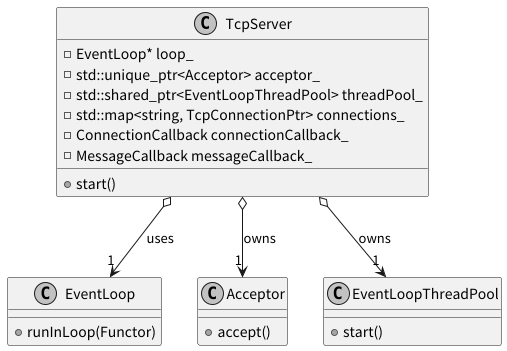 C TcpServer
EventLoop* loop_
std::unique_ptr<Acceptor> acceptor_
std::shared_ptr<EventLoopThreadPool> threadPool_
std::map<string, TcpConnectionPtr> connections_
ConnectionCallback connectionCallback_
MessageCallback messageCallback_
start()
uses
owns
owns
1
1
1
C EventLoop
runInLoop(Functor)
C Acceptor
accept()
C EventLoopThreadPool
start()